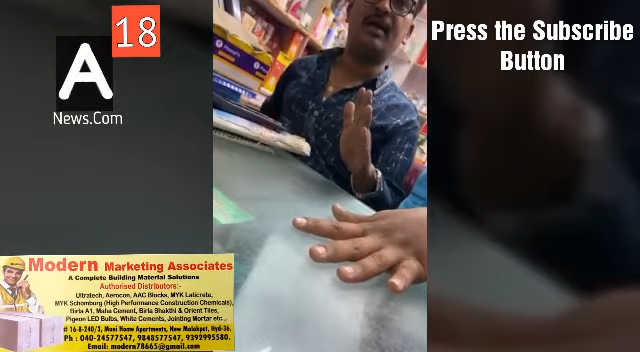 18
A
News.Com
Press the Subscribe
Button
Modern Marketing Associates
A Complete Building Material Solutions
Authorised Distributors:-
Ultratech, Aerocon, AAC Blocks, MYK Laticrete,
MYK Schomburg (High Performance Construction Chemicals),
Birla A1, Maha Cement, Birla Shakthi & Orient Tiles,
Pigeon LED Bulbs, White Cements, Jointing Mortar etc.,
# 16-8-240/3, Moni Home Apartments, New Malakpet, Hyd-36.
Ph : 040-24577547, 9848577547, 9392995580.
Email: modern78665@gmail.com